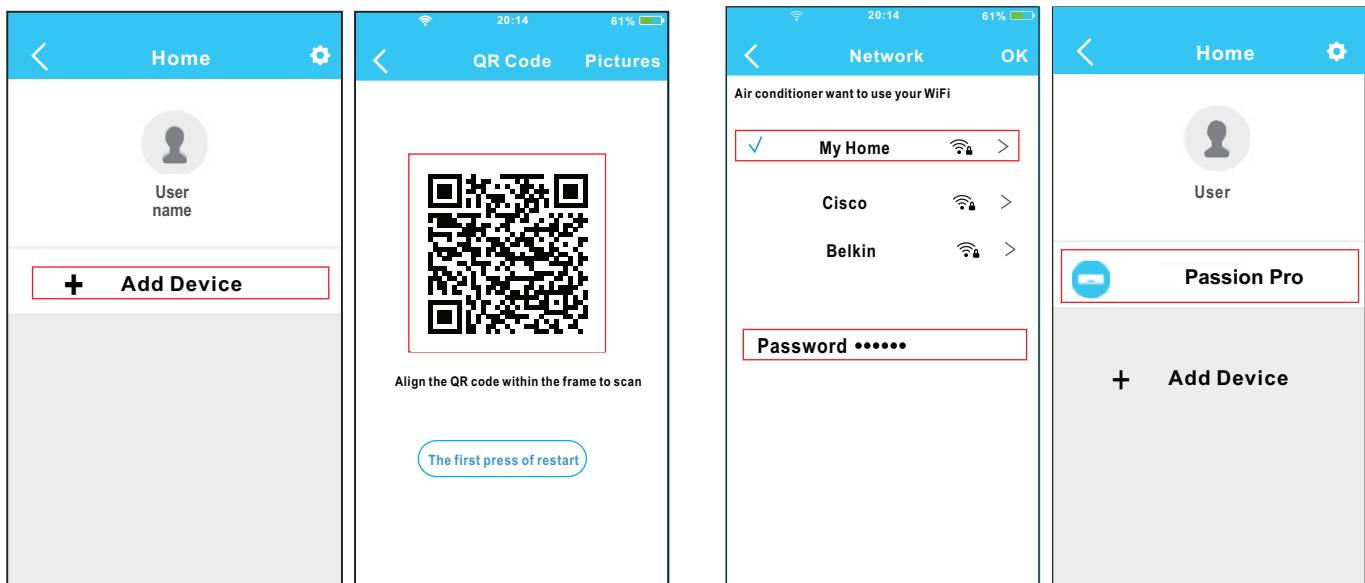 Home
User
name
+ Add Device
20:14
61%
QR Code
Pictures
Align the QR code within the frame to scan
The first press of restart
20:14
61%
Network
OK
Air conditioner want to use your WiFi
My Home
Cisco
Belkin
Password ••••••
Home
User
Passion Pro
+ Add Device